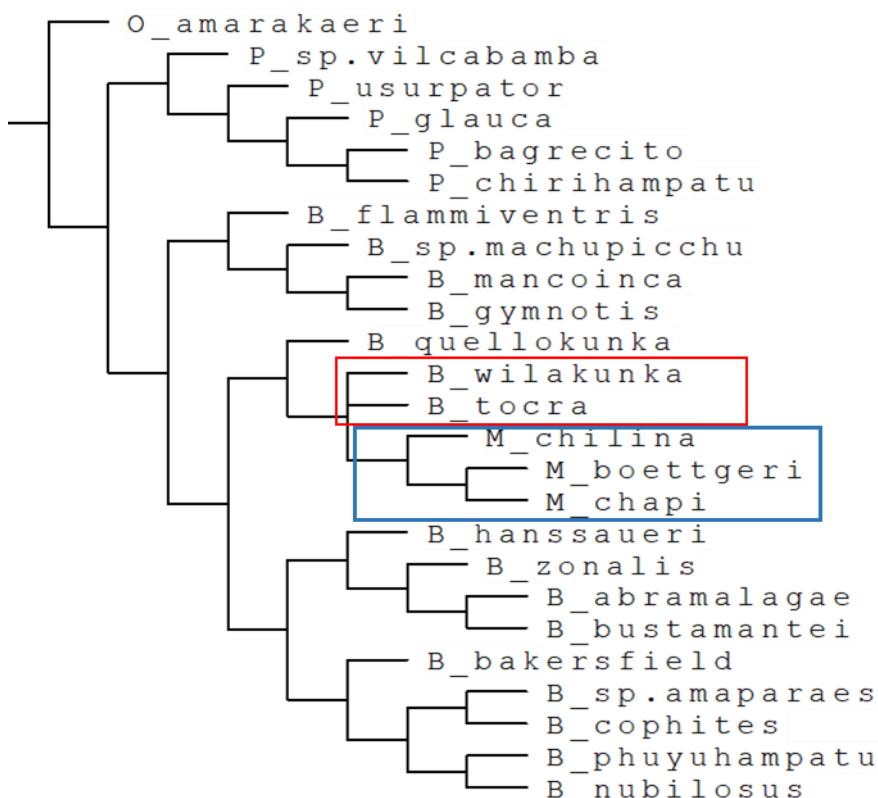 O_amarakaeri
P_sp.vilcabamba
P_usurpator
P_glauca
P_bagrecito
P_chirihampatu
B_flammiventris
B_sp.machupicchu
B_mancoinca
B_gymnotis
B_quellokunka
B_wilakunka
B_tocra
M_chilina
M_boettgeri
M_chapi
B_hanssaueri
B_zonalis
B_abramalagae
B_bustamantei
B_bakersfield
B_sp.amaparaes
B_cophites
B_phuyuhampatu
B_nubilosus